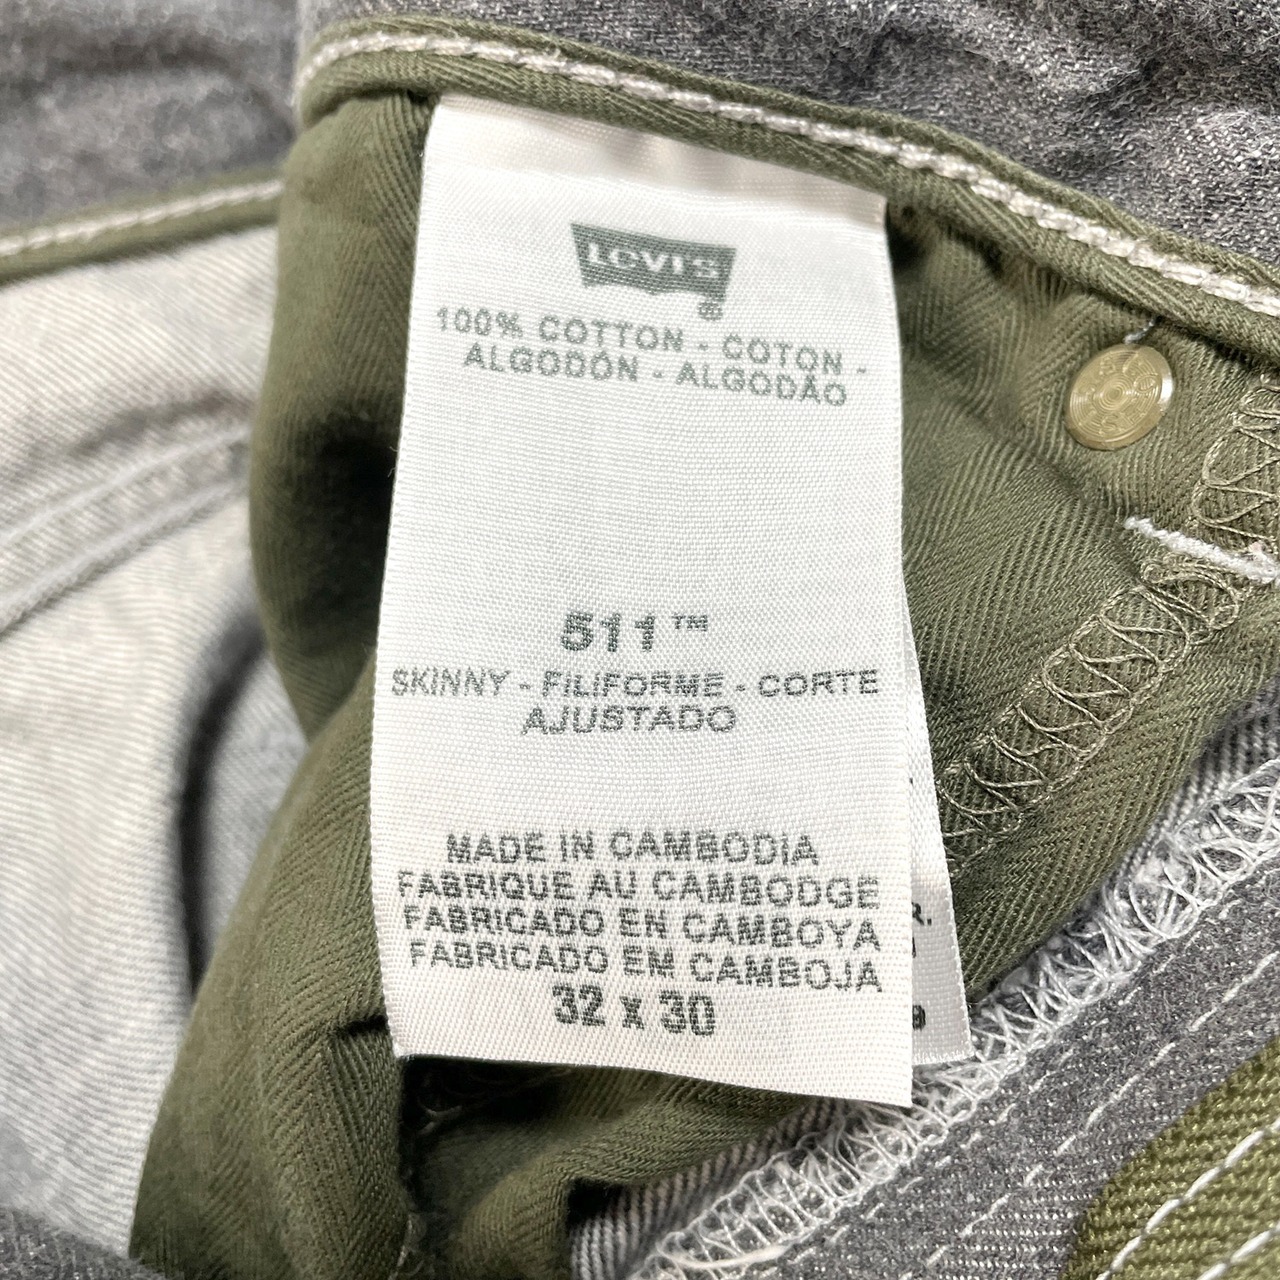 Levi's
®
100% COTTON - COTON -
ALGODÓN - ALGODÃO
511™
SKINNY - FILIFORME - CORTE
AJUSTADO
MADE IN CAMBODIA
FABRIQUE AU CAMBODGE
FABRICADO EN CAMBOYA
FABRICADO EM CAMBOJA
32 x 30
R.
9